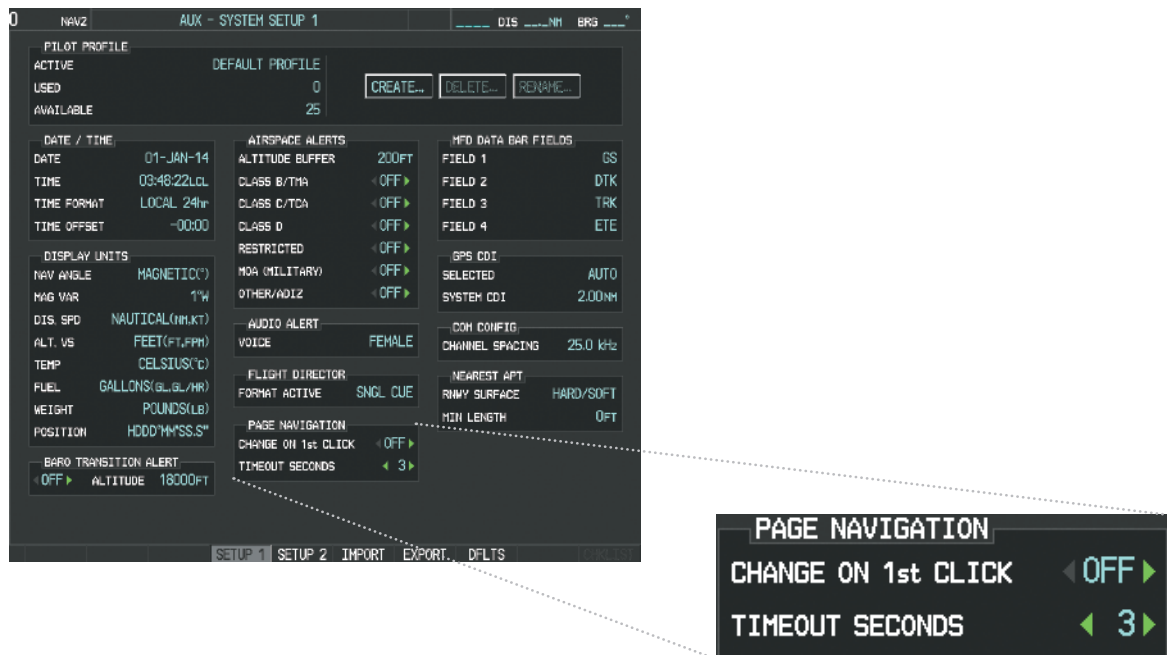 0 NAV2 AUX - SYSTEM SETUP 1 ____ DIS __._NM BRG ___°
PILOT PROFILE
ACTIVE DEFAULT PROFILE
USED 0
AVAILABLE 25
CREATE... DELETE... RENAME...
DATE / TIME
DATE 01-JAN-14
TIME 03:48:22LCL
TIME FORMAT LOCAL 24hr
TIME OFFSET -00:00
DISPLAY UNITS
NAV ANGLE MAGNETIC(°)
MAG VAR 1°W
DIS. SPD NAUTICAL(NM,KT)
ALT. VS FEET(FT,FPM)
TEMP CELSIUS(°C)
FUEL GALLONS(GL,GL/HR)
WEIGHT POUNDS(LB)
POSITION HDDD°MM'SS.S"
BARO TRANSITION ALERT
OFF ALTITUDE 18000FT
AIRSPACE ALERTS
ALTITUDE BUFFER 200FT
CLASS B/TMA OFF
CLASS C/TCA OFF
CLASS D OFF
RESTRICTED OFF
MOA (MILITARY) OFF
OTHER/ADIZ OFF
AUDIO ALERT
VOICE FEMALE
FLIGHT DIRECTOR
FORMAT ACTIVE SNGL CUE
PAGE NAVIGATION
CHANGE ON 1st CLICK OFF
TIMEOUT SECONDS 3
MFD DATA BAR FIELDS
FIELD 1 GS
FIELD 2 DTK
FIELD 3 TRK
FIELD 4 ETE
GPS CDI
SELECTED AUTO
SYSTEM CDI 2.00NM
COM CONFIG
CHANNEL SPACING 25.0 kHz
NEAREST APT
RNWY SURFACE HARD/SOFT
MIN LENGTH 0FT
SETUP 1 SETUP 2 IMPORT EXPORT. DFLTS CHKLIST
PAGE NAVIGATION
CHANGE ON 1st CLICK OFF
TIMEOUT SECONDS 3